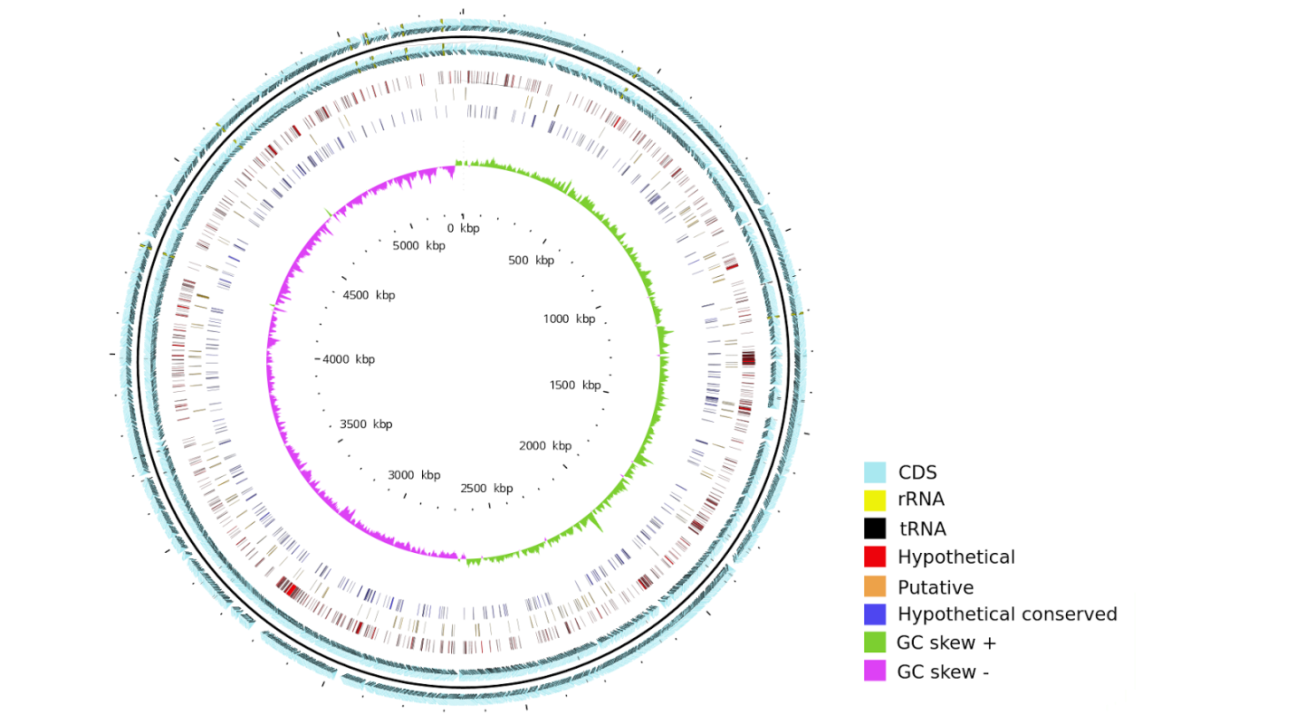 0 kbp
5000 kbp
500 kbp
4500 kbp
1000 kbp
4000 kbp
1500 kbp
3500 kbp
2000 kbp
3000 kbp
2500 kbp
CDS
rRNA
tRNA
Hypothetical
Putative
Hypothetical conserved
GC skew +
GC skew -